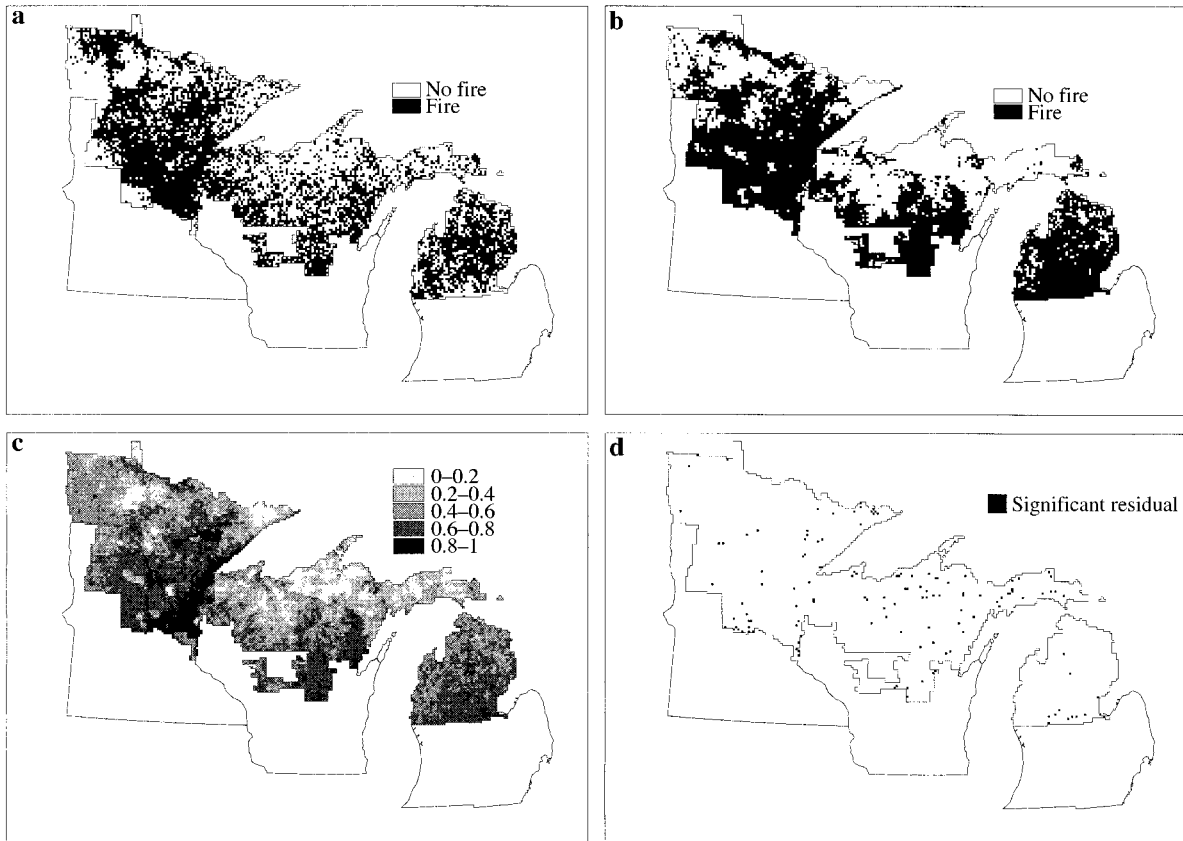 a
No fire
Fire
b
No fire
Fire
c
0–0.2
0.2–0.4
0.4–0.6
0.6–0.8
0.8–1
d
Significant residual